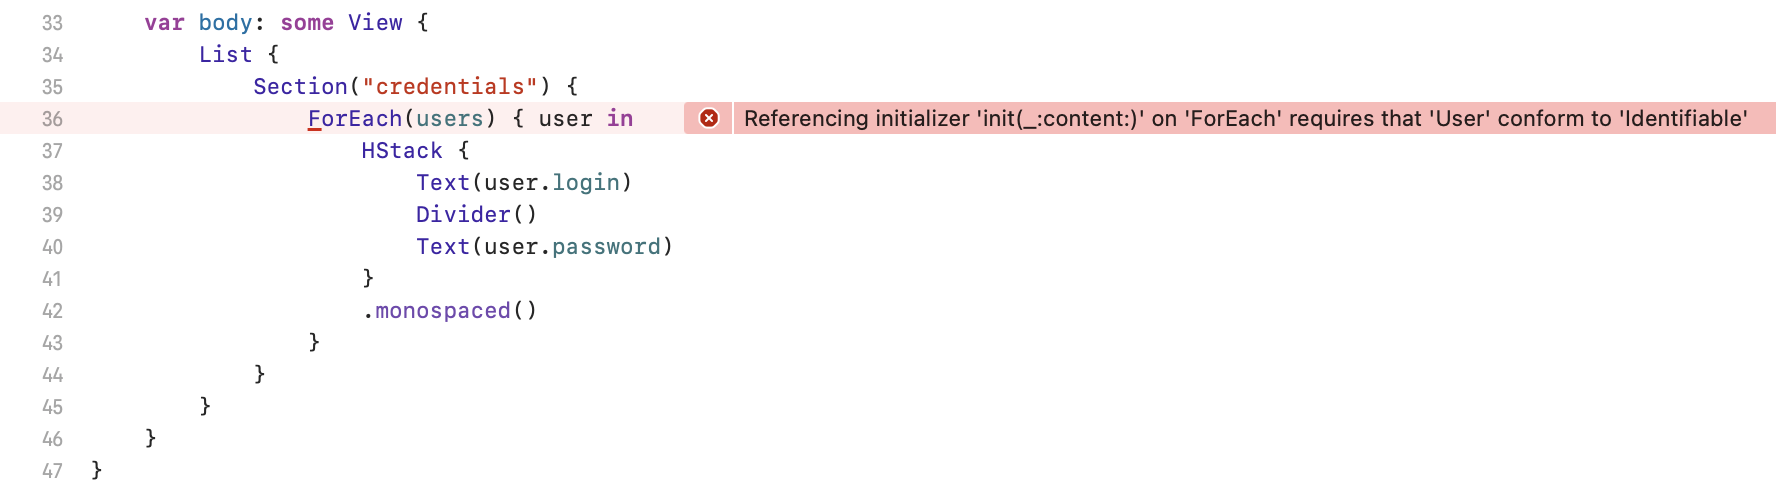 33 var body: some View {
34 List {
35 Section("credentials") {
36 ForEach(users) { user in Referencing initializer 'init(_:content:)' on 'ForEach' requires that 'User' conform to 'Identifiable'
37 HStack {
38 Text(user.login)
39 Divider()
40 Text(user.password)
41 }
42 .monospaced()
43 }
44 }
45 }
46 }
47 }